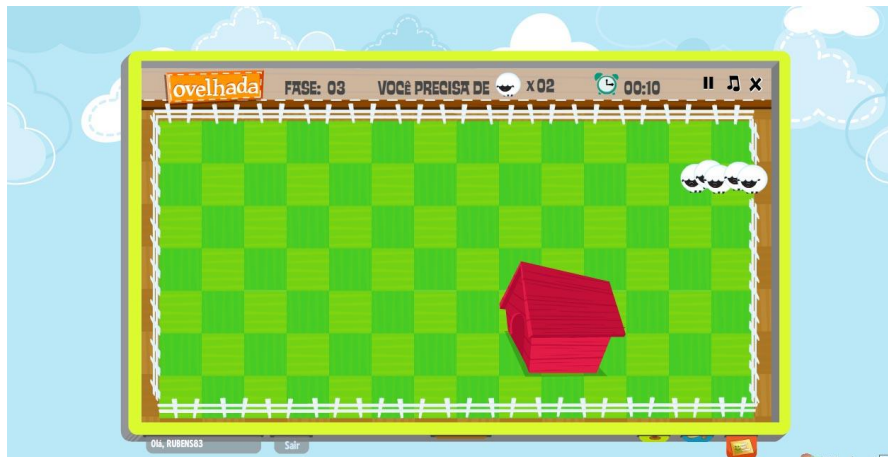 ovelhada FASE: 03 VOCÊ PRECISA DE x02 00:10
Olá, RUBENS83 Sair